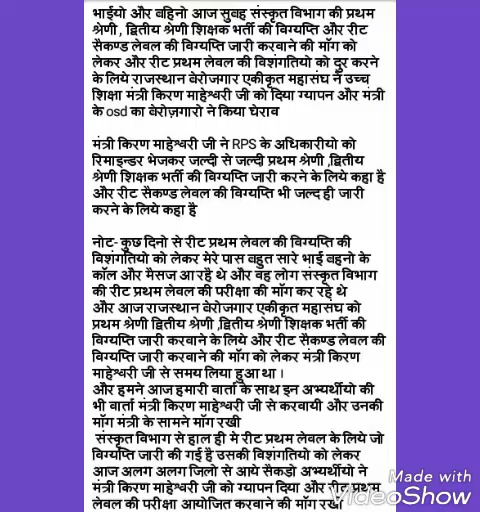 भाईयो और वहिनो आज सुवह संस्कृत विभाग की प्रथम
श्रेणी , द्वितीय श्रेणी शिक्षक भर्ती की विग्यप्ति और रीट
सैकण्ड लेवल की विग्यप्ति जारी करवाने की मॉग को
लेकर और रीट प्रथम लेवल की विशंगतियो को दुर करने
के लिये राजस्थान वेरोजगार एकीकृत महासंघ ने उच्च
शिक्षा मंत्री किरण माहेश्वरी जी को दिया ग्यापन और मंत्री
के osd का वेरोज़गारो ने किया घेराव

मंत्री किरण माहेश्वरी जी ने RPS के अधिकारीयो को
रिमाइन्डर भेजकर जल्दी से जल्दी प्रथम श्रेणी ,द्वितीय
श्रेणी शिक्षक भर्ती की विग्यप्ति जारी करने के लिये कहा है
और रीट सैकण्ड लेवल की विग्यप्ति भी जल्द ही जारी
करने के लिये कहा है

नोट- कुछ दिनो से रीट प्रथम लेवल की विग्यप्ति की
विशंगतियो को लेकर मेरे पास वहुत सारे भाई वहनो के
कॉल और मैसज आ रहै थे और वह लोग संस्कृत विभाग
की रीट प्रथम लेवल की परीक्षा की मॉग कर रहे थे
और आज राजस्थान वेरोजगार एकीकृत महासंघ को
प्रथम श्रेणी द्वितीय श्रेणी ,द्वितीय श्रेणी शिक्षक भर्ती की
विग्यप्ति जारी करवाने के लिये और रीट सैकण्ड लेवल की
विग्यप्ति जारी करवाने की मॉग को लेकर मंत्री किरण
माहेश्वरी जी से समय लिया हुआ था ।
और हमने आज हमारी वार्ता के साथ इन अभ्यर्थीयो की
भी वार्ता मंत्री किरण माहेश्वरी जी से करवायी और उनकी
मॉग मंत्री के सामने मॉग रखी
संस्कृत विभाग से हाल ही मे रीट प्रथम लेवल के लिये जो
विग्यप्ति जारी की गई है उसकी विशंगतियो को लेकर
आज अलग अलग जिलो से आये सैकडो अभ्यर्थीयो ने
मंत्री किरण माहेश्वरी जी को ग्यापन दिया और रीट प्रथम
लेवल की परीक्षा आयोजित करवाने की मॉग रखी
Made with
VideoShow